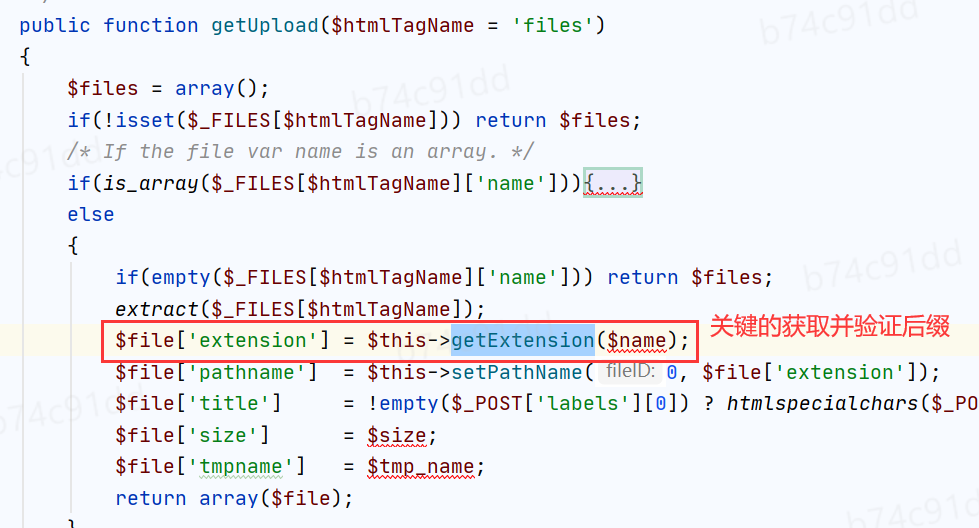 public function getUpload($htmlTagName = 'files')
{
$files = array();
if(!isset($_FILES[$htmlTagName])) return $files;
/* If the file var name is an array. */
if(is_array($_FILES[$htmlTagName]['name'])){...}
else
{
if(empty($_FILES[$htmlTagName]['name'])) return $files;
extract($_FILES[$htmlTagName]);
$file['extension'] = $this->getExtension($name); 关键的获取并验证后缀
$file['pathname'] = $this->setPathName( fileID: 0, $file['extension']);
$file['title'] = !empty($_POST['labels'][0]) ? htmlspecialchars($_PO
$file['size'] = $size;
$file['tmpname'] = $tmp_name;
return array($file);
b74c91dd
b74c91dd
b74c91dd